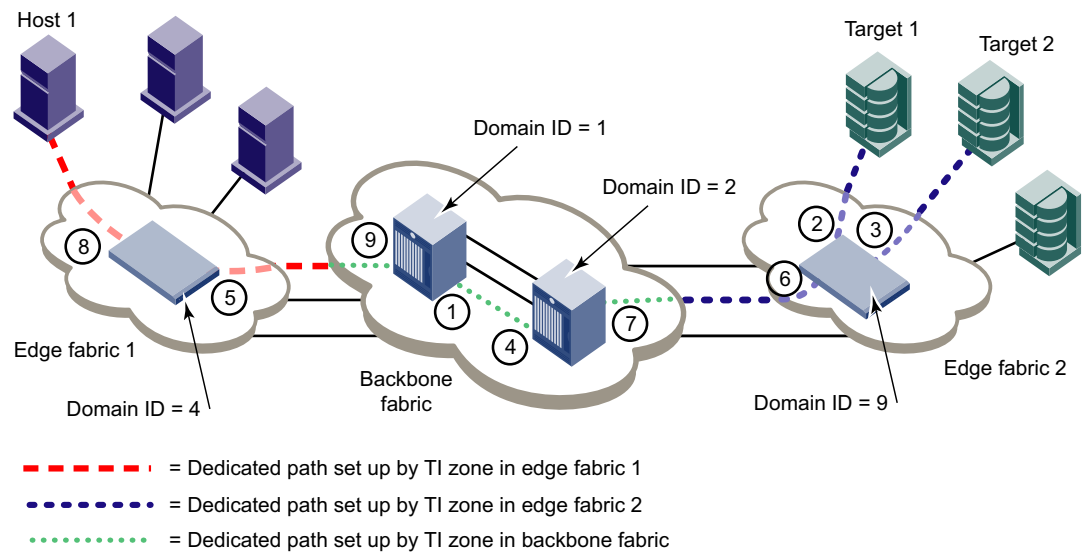 Host 1
Target 1
Target 2
Domain ID = 1
Domain ID = 2
8
9
2
3
5
1
4
7
6
Edge fabric 1
Backbone
fabric
Edge fabric 2
Domain ID = 4
Domain ID = 9
= Dedicated path set up by TI zone in edge fabric 1
= Dedicated path set up by TI zone in edge fabric 2
= Dedicated path set up by TI zone in backbone fabric